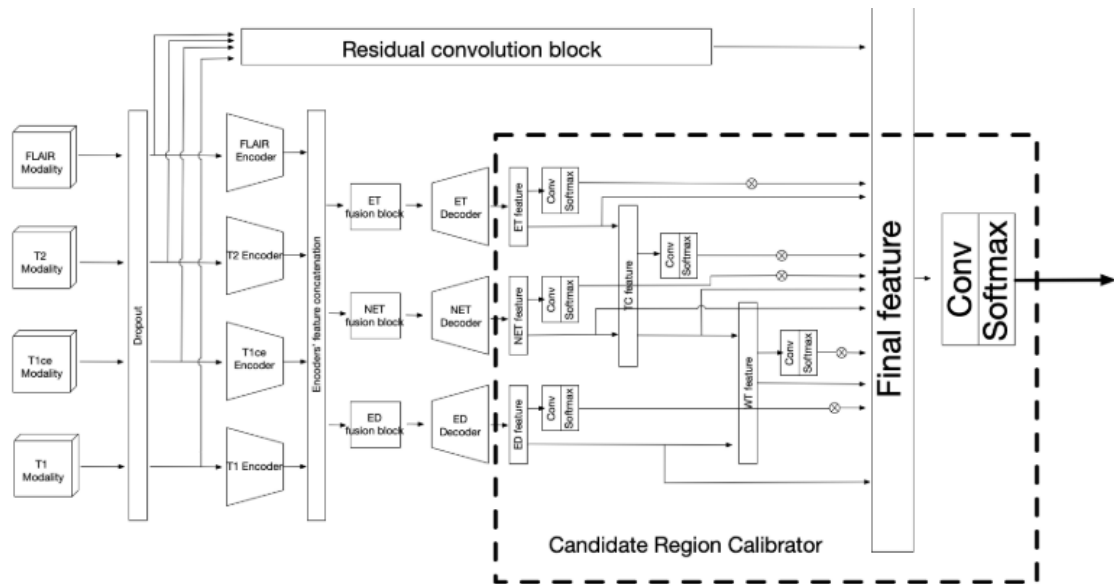 Residual convolution block
FLAIR
Modality
T2
Modality
T1ce
Modality
T1
Modality
Dropout
FLAIR
Encoder
T2 Encoder
T1ce
Encoder
T1 Encoder
Encoders' feature concatenation
ET
fusion block
NET
fusion block
ED
fusion block
ET
Decoder
NET
Decoder
ED
Decoder
ET feature
Conv
Softmax
NET feature
Conv
Softmax
ED feature
Conv
Softmax
TC feature
Conv
Softmax
WT feature
Conv
Softmax
Final feature
Conv
Softmax
Candidate Region Calibrator